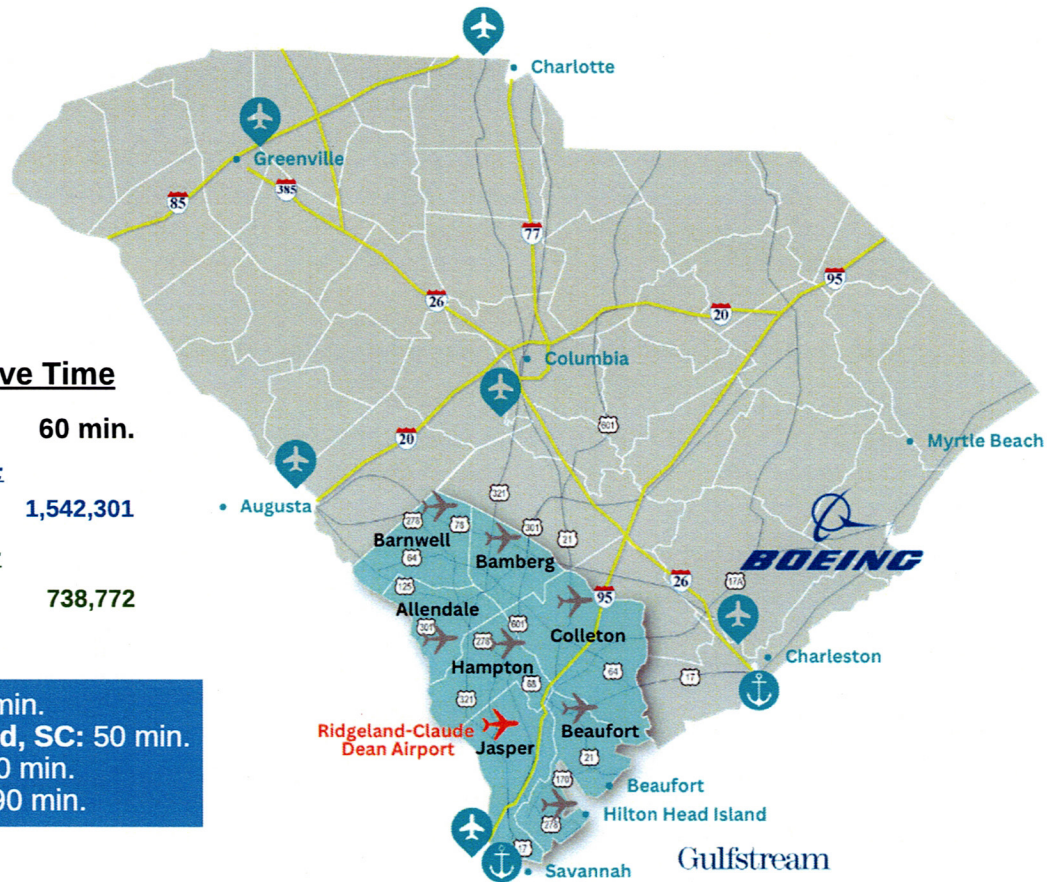 Charlotte
Greenville
385
85
77
95
26
20
Columbia
601
20
Myrtle Beach
Augusta
321
278
78
301
21
Barnwell
Bamberg
BOEING
64
26
17A
125
95
Allendale
301
601
Colleton
278
Hampton
Charleston
64
17
68
321
Ridgeland-Claude
Dean Airport
Jasper
Beaufort
21
170
Beaufort
Hilton Head Island
278
17
Savannah
Gulfstream
ve Time
60 min.
1,542,301
738,772
min.
d, SC: 50 min.
0 min.
90 min.